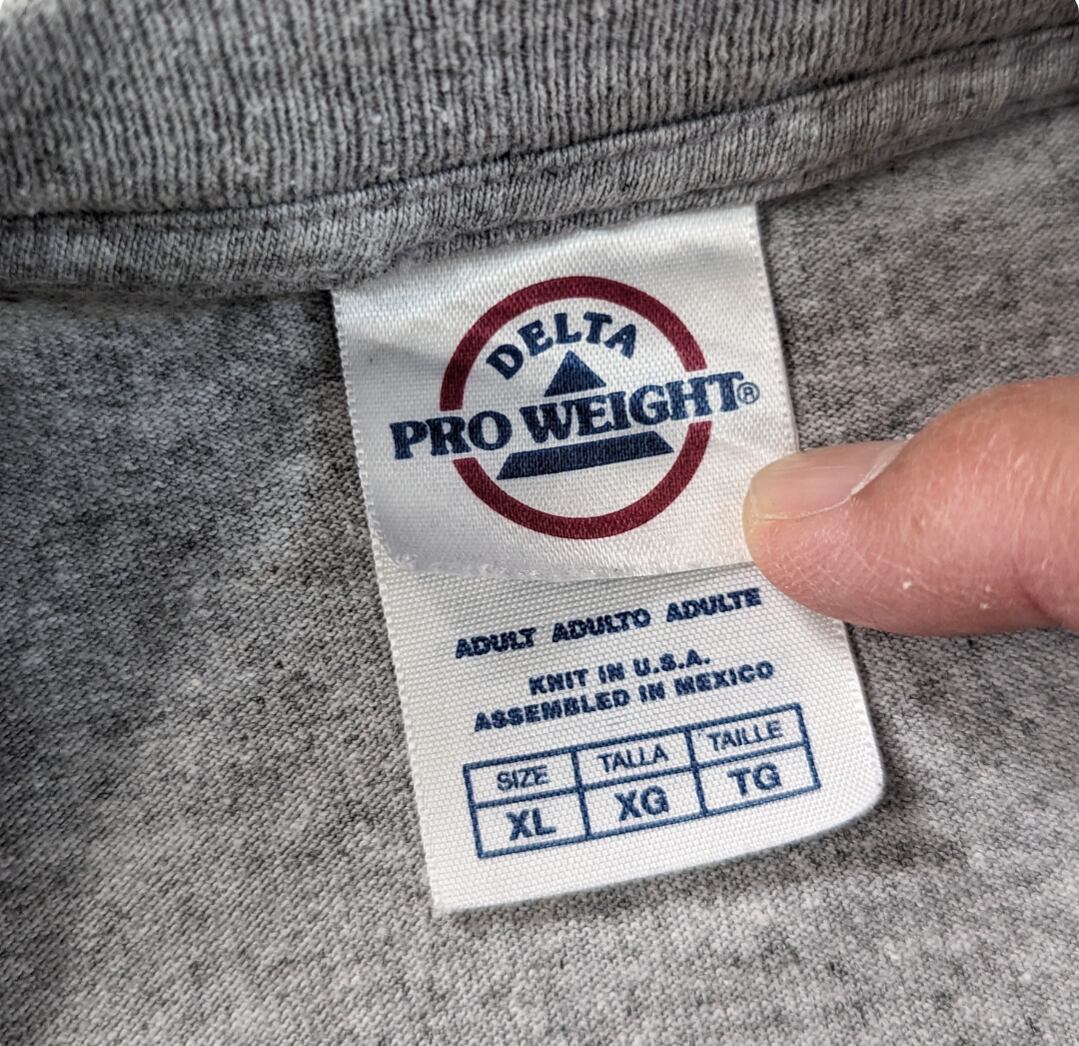 DELTA
PRO WEIGHT®
ADULT ADULTO ADULTE
KNIT IN U.S.A.
ASSEMBLED IN MEXICO
SIZE TALLA TAILLE
XL XG TG